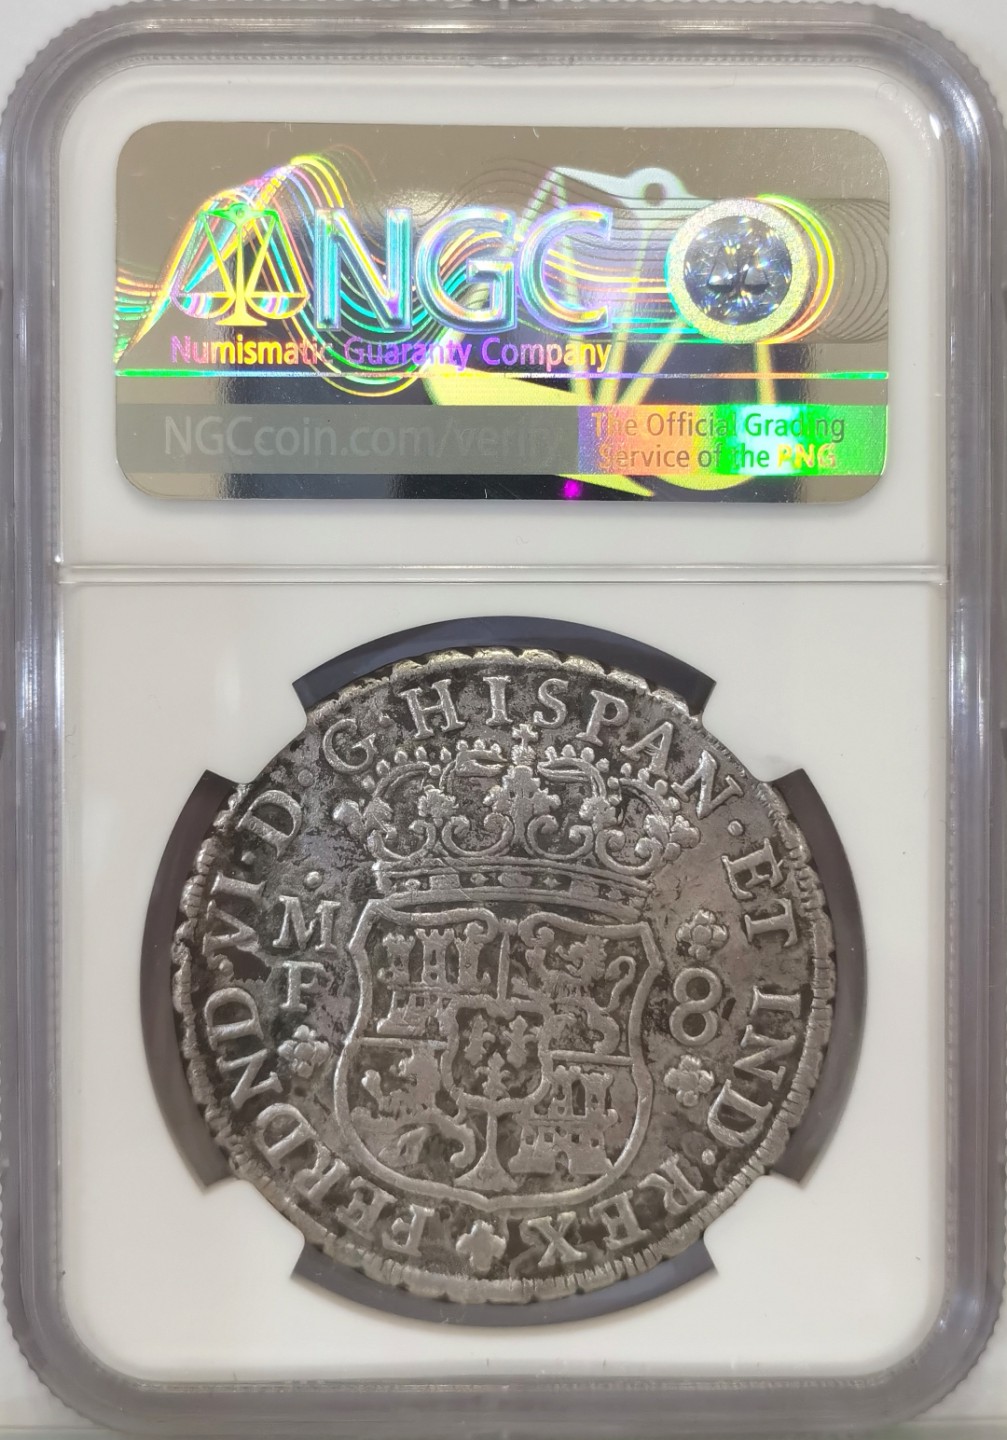 NGC
Numismatic Guaranty Company
NGCcoin.com/verify
The Official Grading
Service of the PNG
FERDND·VI·D·G·HISPAN·ET IND·REX
M
F
8